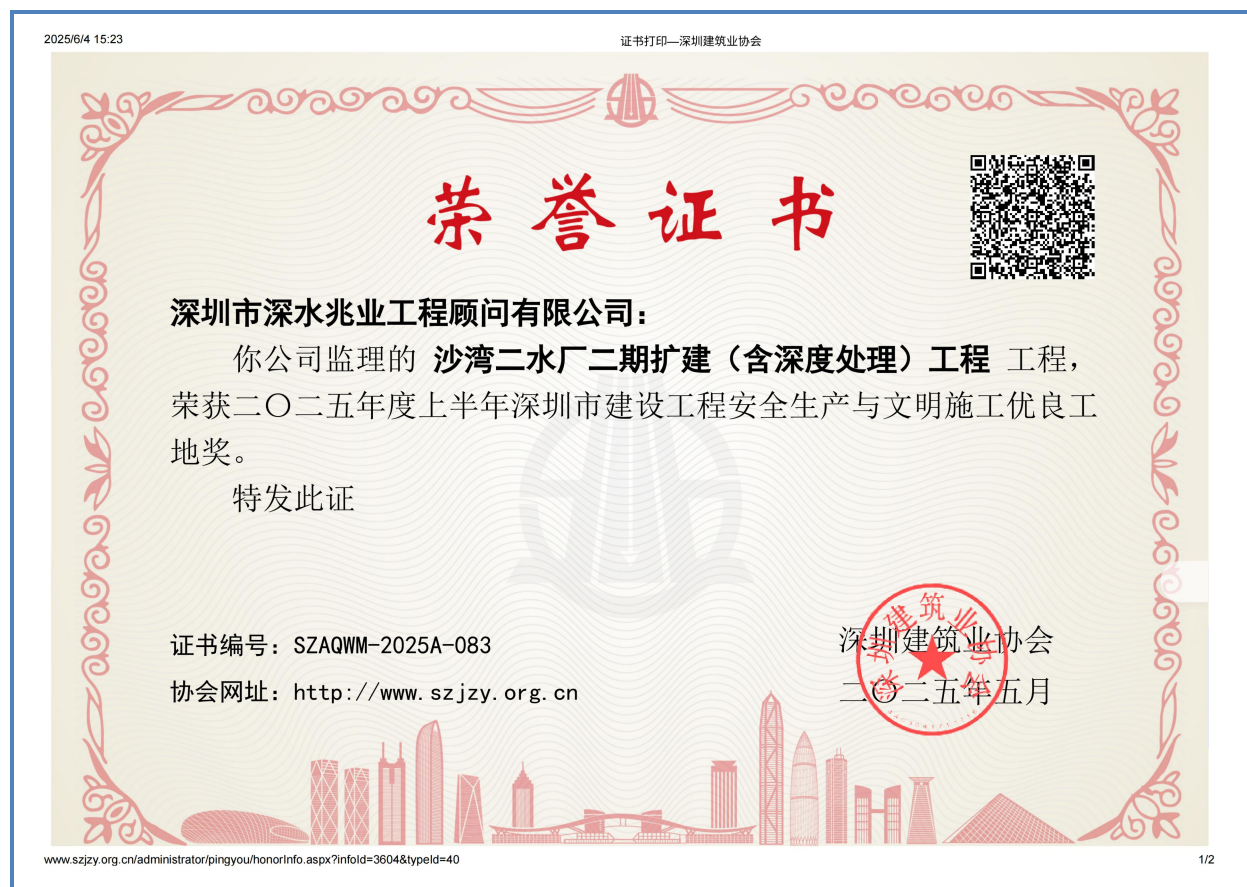 2025/6/4 15:23
证书打印—深圳建筑业协会
荣誉证书
深圳市深水兆业工程顾问有限公司：
你公司监理的 沙湾二水厂二期扩建（含深度处理）工程 工程，
荣获二〇二五年度上半年深圳市建设工程安全生产与文明施工优良工
地奖。
特发此证
证书编号：SZAQWM-2025A-083
协会网址：http://www.szjzy.org.cn
深圳建筑业协会
二〇二五年五月
深圳建筑业协会
www.szjzy.org.cn/administrator/pingyou/honorInfo.aspx?infoId=3604&typeId=40
1/2